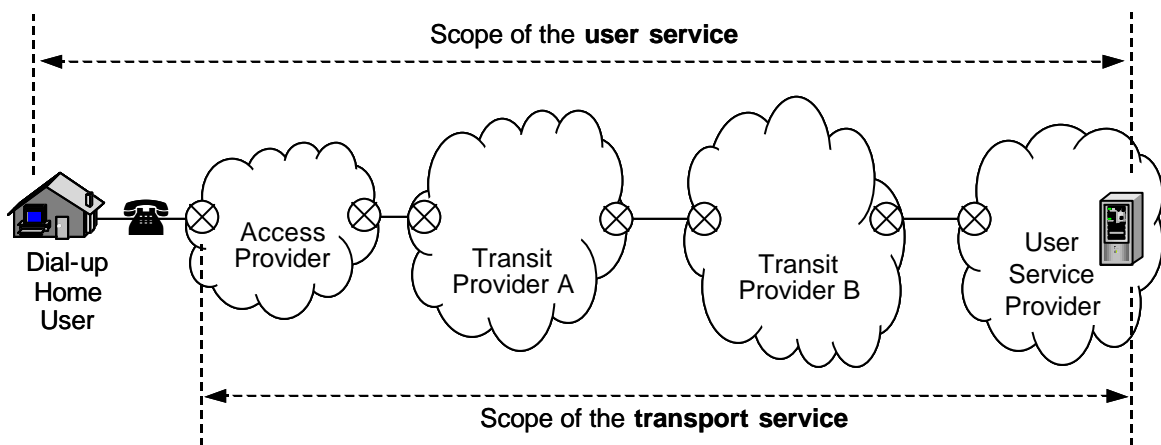 Scope of the user service
Dial-up
Home
User
Access
Provider
Transit
Provider A
Transit
Provider B
User
Service
Provider
Scope of the transport service